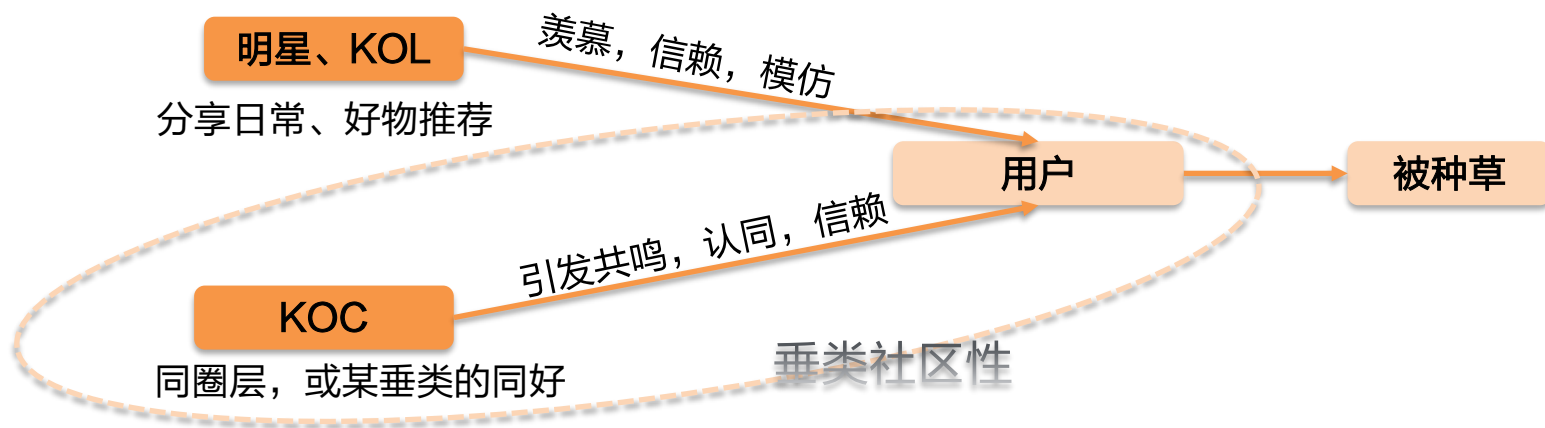 明星、KOL
羡慕，信赖，模仿
分享日常、好物推荐
用户
被种草
引发共鸣，认同，信赖
KOC
垂类社区性
同圈层，或某垂类的同好